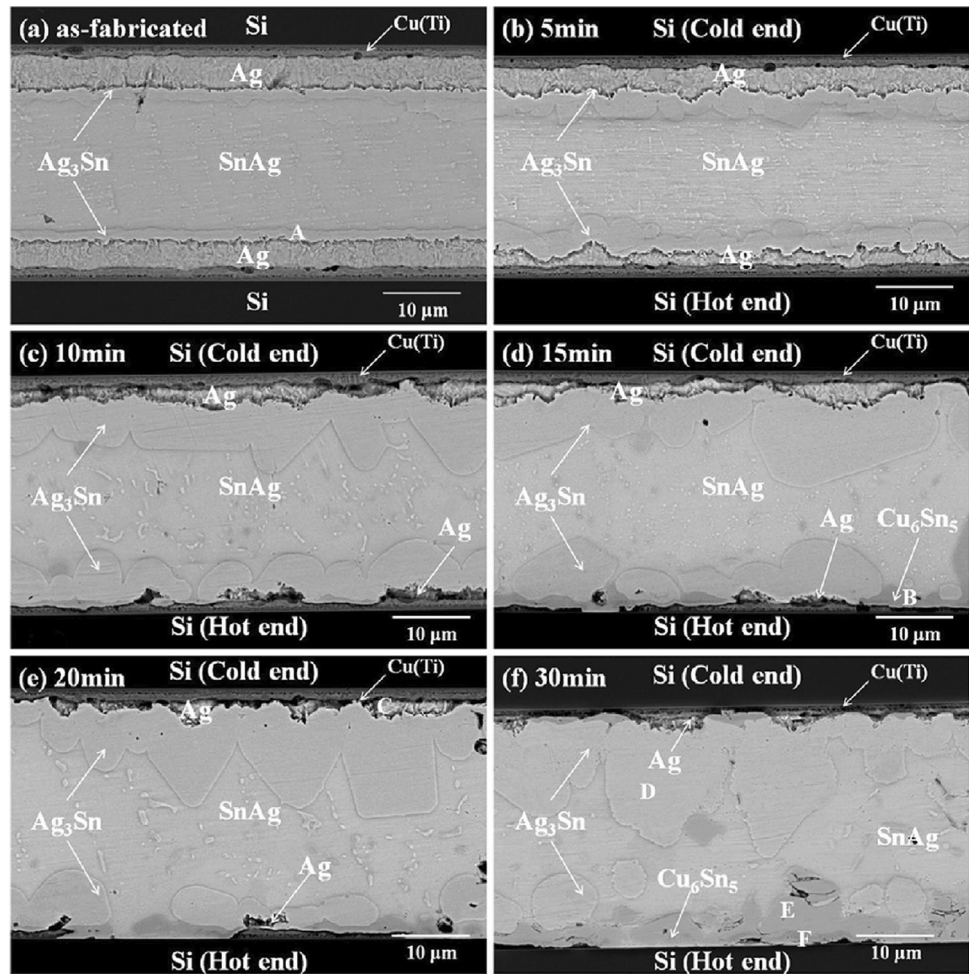 (a) as-fabricated Si Cu(Ti)
Ag
Ag₃Sn SnAg
A
Ag
Si 10 µm
(b) 5min Si (Cold end) Cu(Ti)
Ag
Ag₃Sn SnAg
Ag
Si (Hot end) 10 µm
(c) 10min Si (Cold end) Cu(Ti)
Ag
Ag₃Sn SnAg
Ag
Si (Hot end) 10 µm
(d) 15min Si (Cold end) Cu(Ti)
Ag
Ag₃Sn SnAg Ag Cu₆Sn₅
B
Si (Hot end) 10 µm
(e) 20min Si (Cold end) Cu(Ti)
Ag C
Ag₃Sn SnAg
Ag
Si (Hot end) 10 µm
(f) 30min Si (Cold end) Cu(Ti)
Ag
D
Ag₃Sn SnAg
Cu₆Sn₅ E
F
Si (Hot end) 10 µm